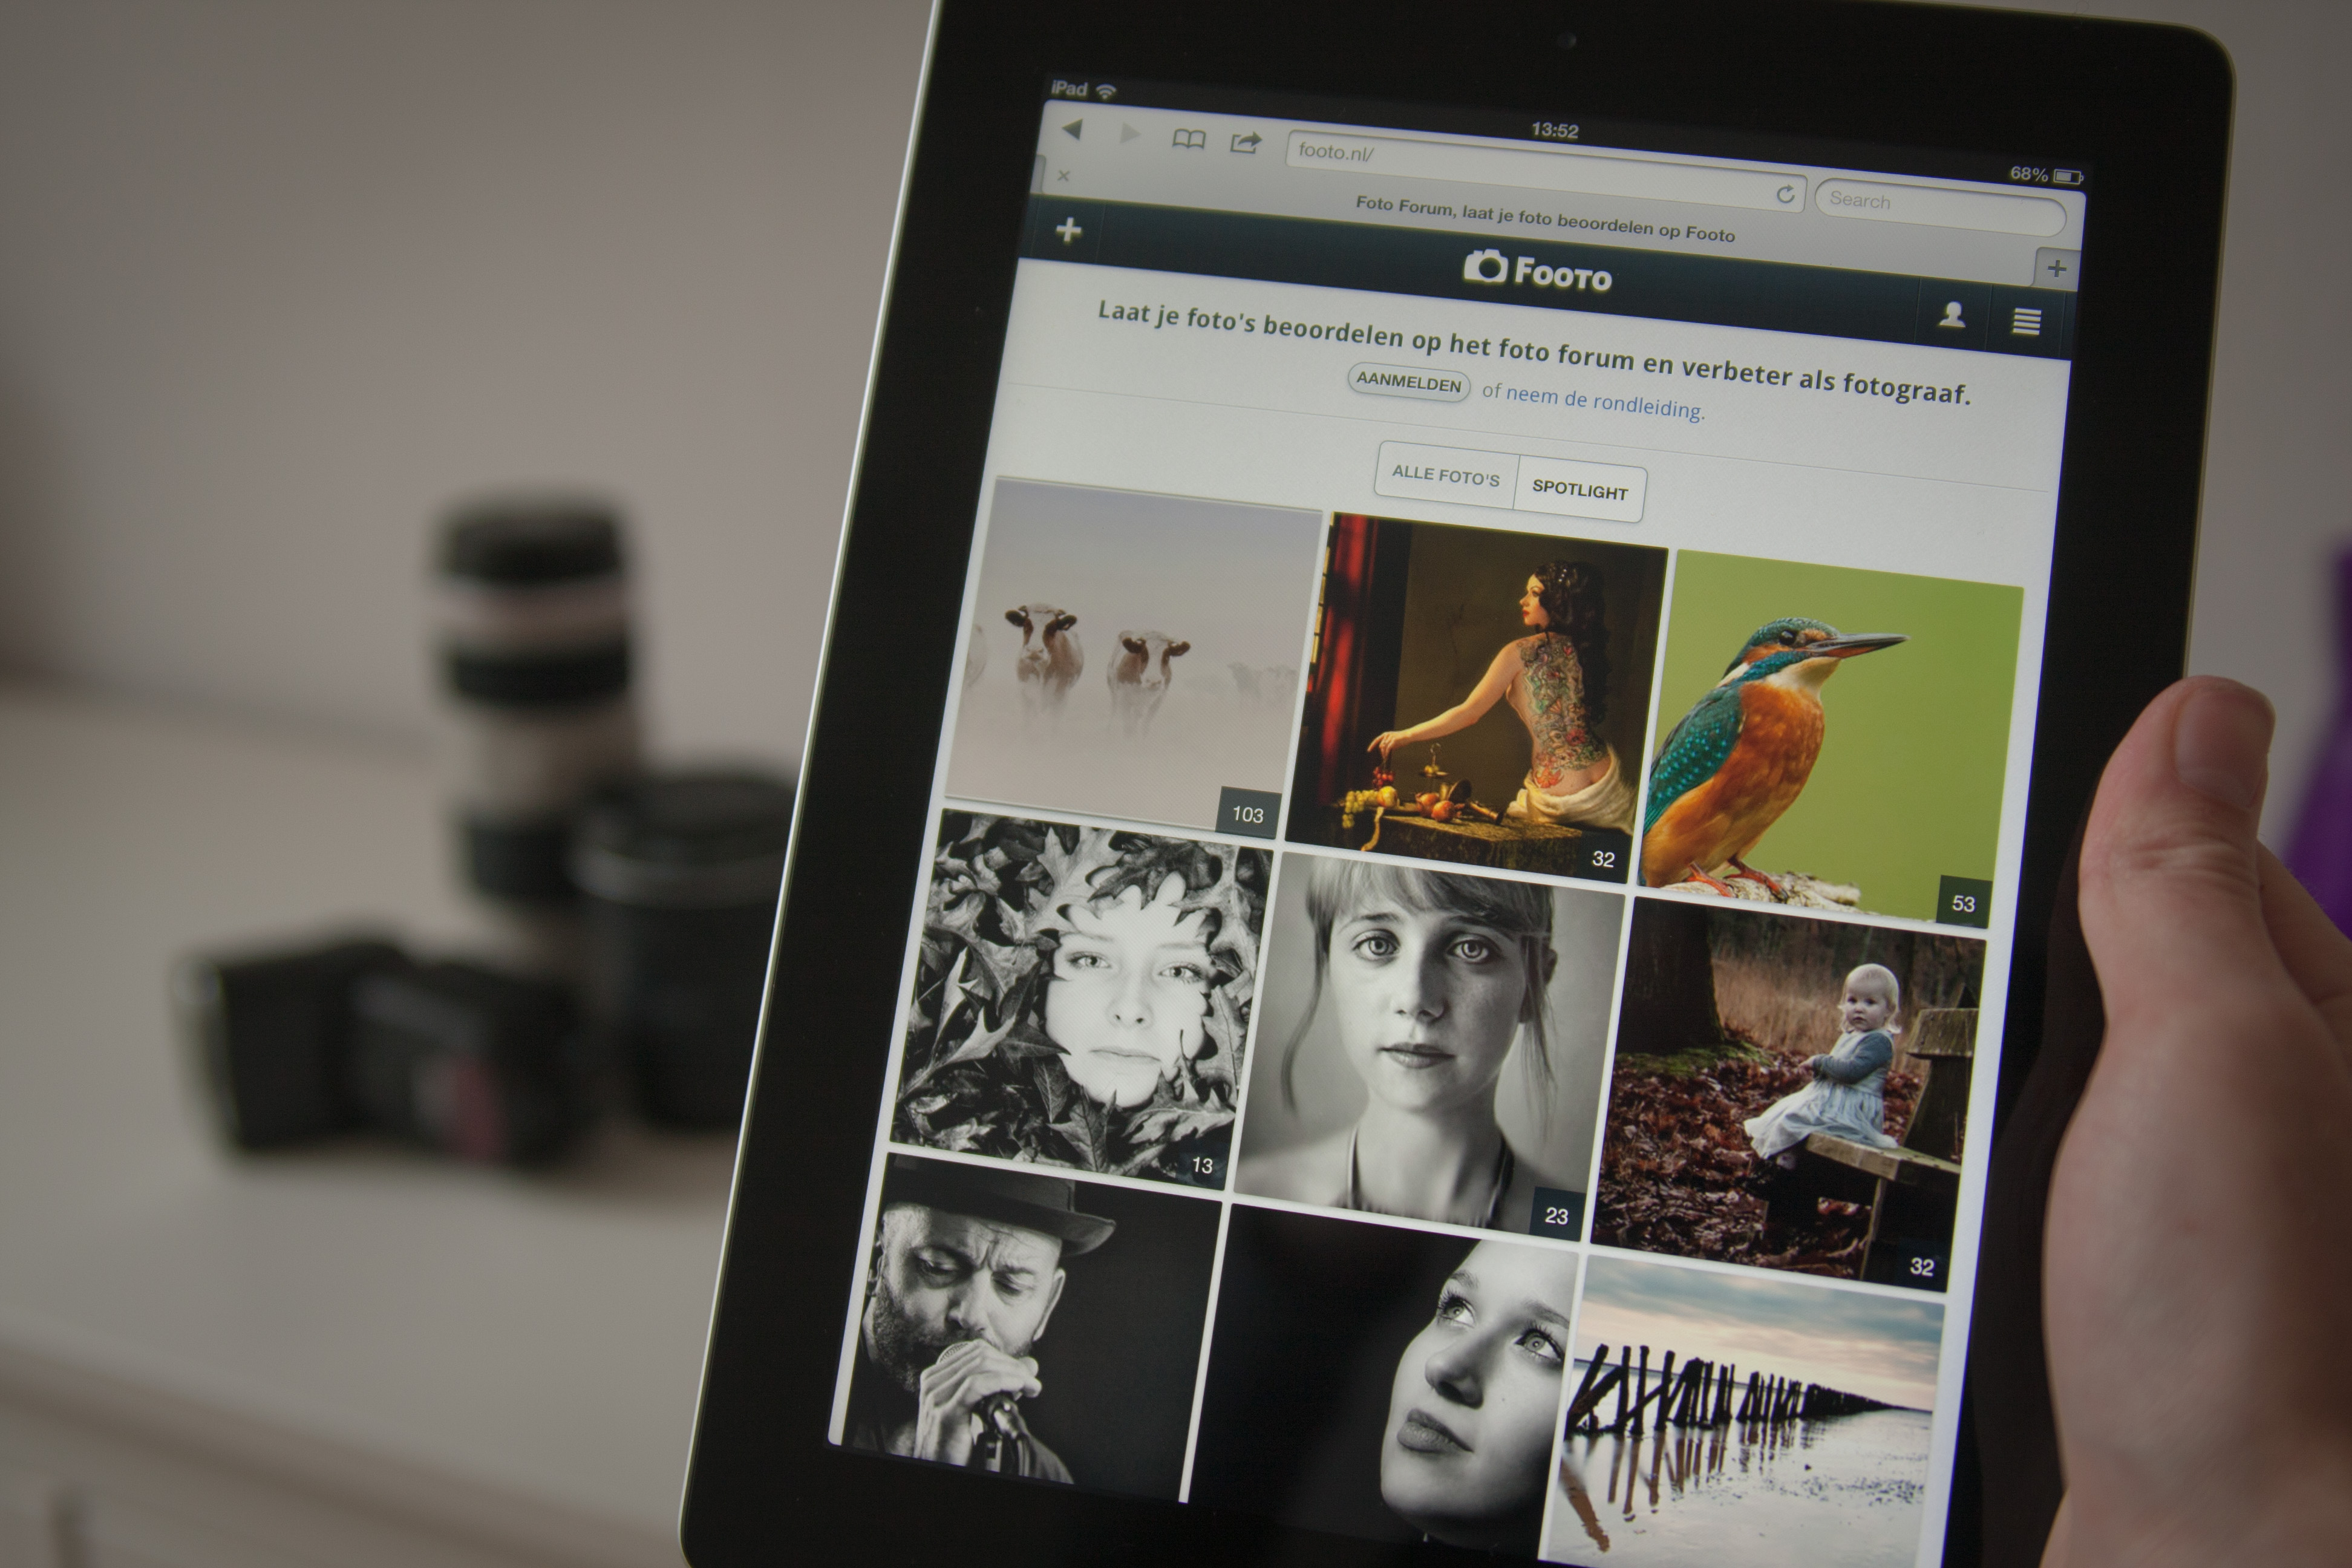 iPad
13:52
68%
footo.nl/
Search
Foto Forum, laat je foto beoordelen op Footo
Footo
Laat je foto's beoordelen op het foto forum en verbeter als fotograaf.
AANMELDEN of neem de rondleiding.
ALLE FOTO'S SPOTLIGHT
103
32
53
13
23
32